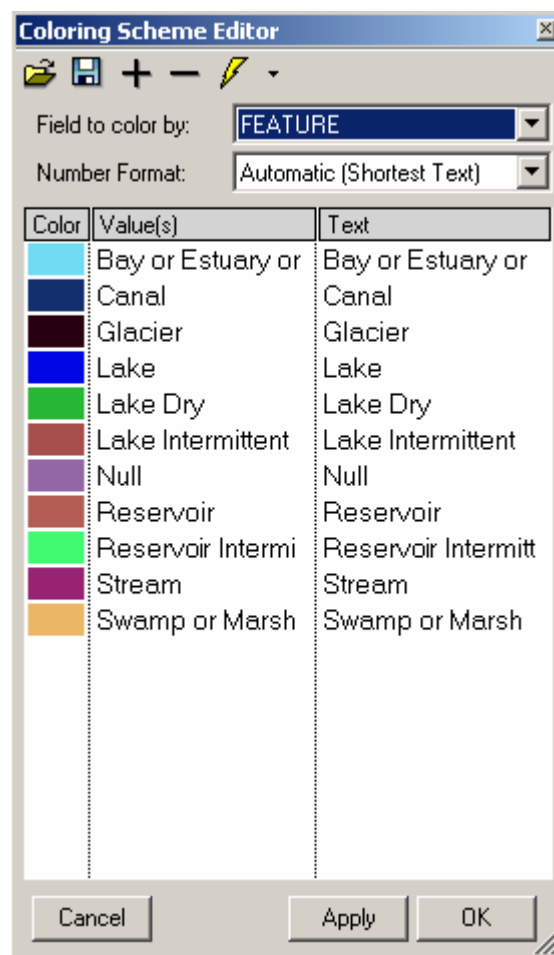 Coloring Scheme Editor
Field to color by: FEATURE
Number Format: Automatic (Shortest Text)
Color Value(s) Text
Bay or Estuary or Bay or Estuary or
Canal Canal
Glacier Glacier
Lake Lake
Lake Dry Lake Dry
Lake Intermittent Lake Intermittent
Null Null
Reservoir Reservoir
Reservoir Intermi Reservoir Intermitt
Stream Stream
Swamp or Marsh Swamp or Marsh
Cancel Apply OK